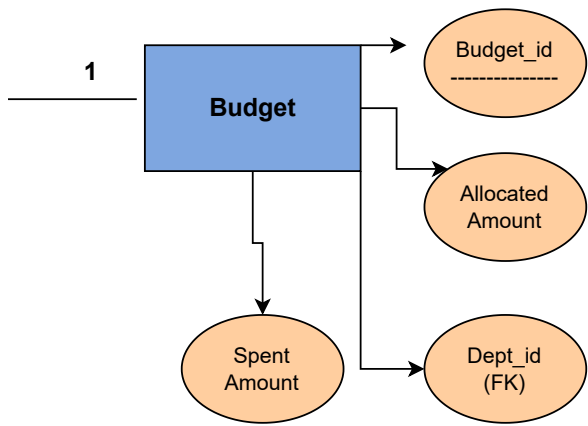 1
Budget
Budget_id
---------------
Allocated
Amount
Spent
Amount
Dept_id
(FK)